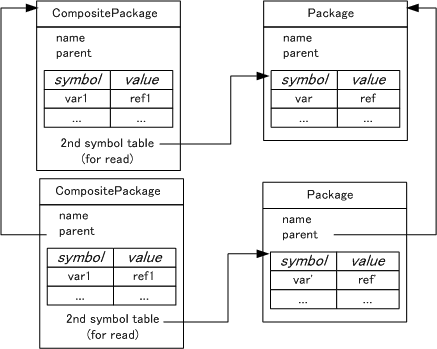 CompositePackage
name
parent
symbol value
var1 ref1
... ...
2nd symbol table
(for read)
Package
name
parent
symbol value
var ref
... ...
CompositePackage
name
parent
symbol value
var1 ref1
... ...
2nd symbol table
(for read)
Package
name
parent
symbol value
var' ref'
... ...